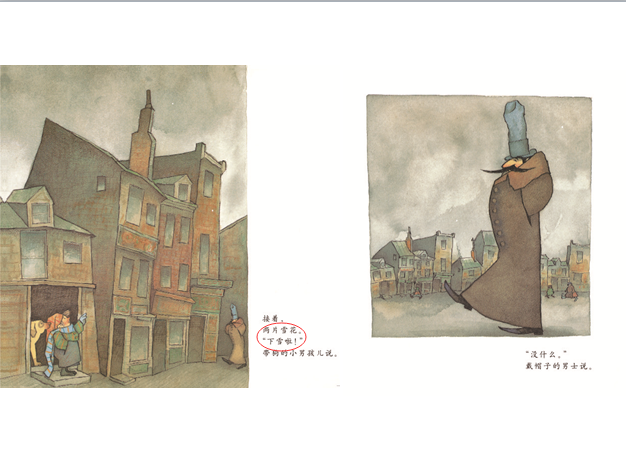 接着，
两片雪花。
“下雪啦！”
带狗的小男孩儿说。
“没什么。”
戴帽子的男士说。